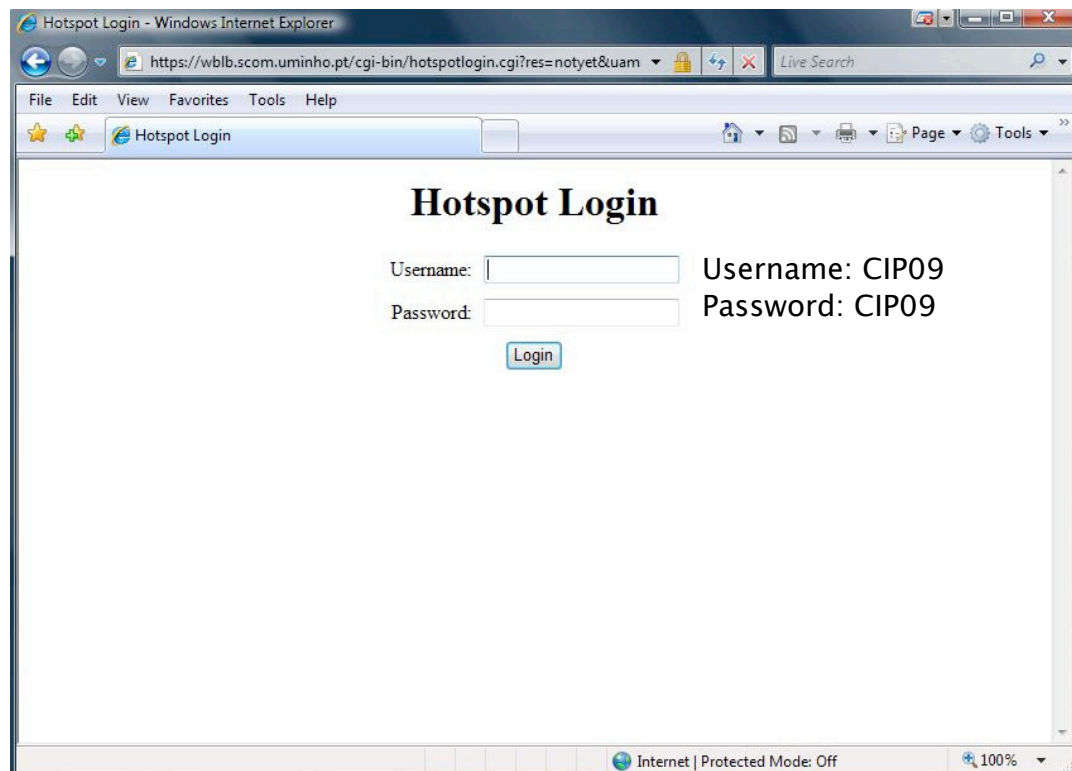 Hotspot Login - Windows Internet Explorer
https://wblb.scom.uminho.pt/cgi-bin/hotspotlogin.cgi?res=notyet&uam
Live Search
File Edit View Favorites Tools Help
Hotspot Login
Page Tools
Hotspot Login
Username:
Username: CIP09
Password:
Password: CIP09
Login
Internet | Protected Mode: Off
100%